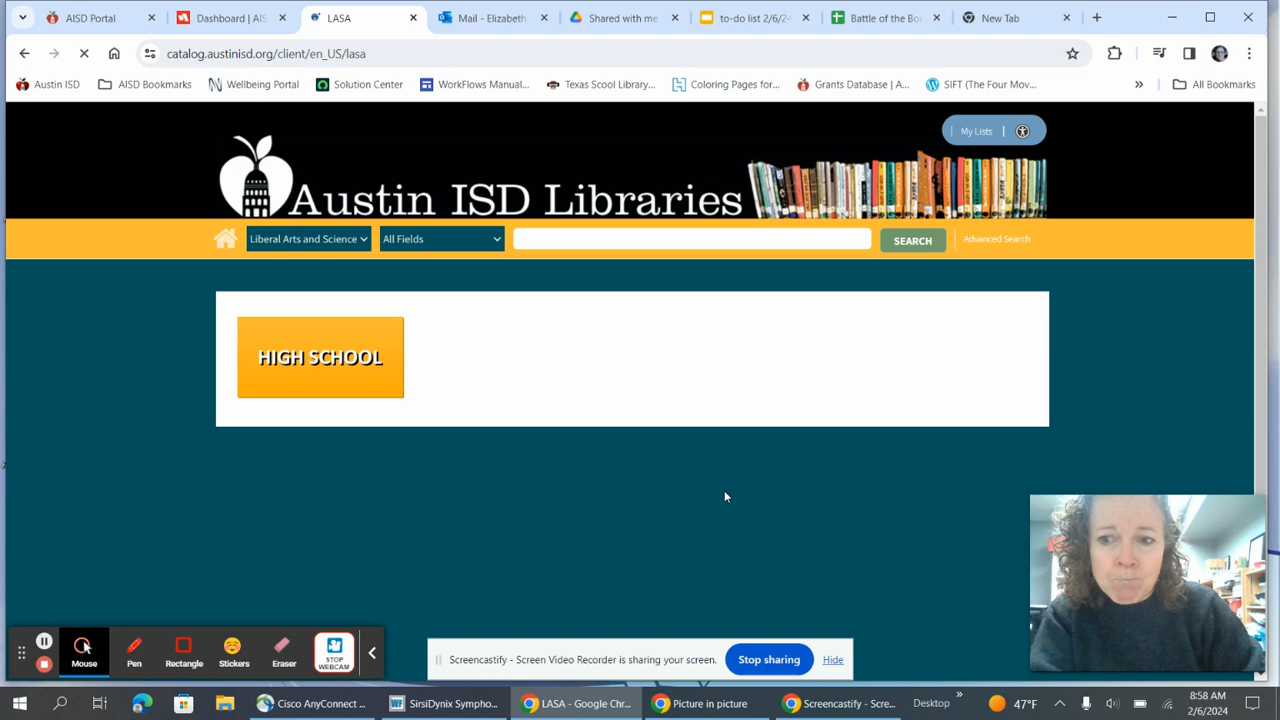 AISD Portal
Dashboard | AIS
LASA
Mail - Elizabeth
Shared with me
to-do list 2/6/24
Battle of the Bo
New Tab
catalog.austinisd.org/client/en_US/lasa
Austin ISD
AISD Bookmarks
Wellbeing Portal
Solution Center
WorkFlows Manual...
Texas Scool Library...
Coloring Pages for...
Grants Database | A...
SIFT (The Four Mov...
»
All Bookmarks
My Lists
Austin ISD Libraries
Liberal Arts and Science
All Fields
SEARCH
Advanced Search
HIGH SCHOOL
Mouse
Pen
Rectangle
Stickers
Eraser
STOP WEBCAM
Screencastify - Screen Video Recorder is sharing your screen.
Stop sharing
Hide
Cisco AnyConnect ...
SirsiDynix Sympho...
LASA - Google Chr...
Picture in picture
Screencastify - Scre...
Desktop
»
47°F
8:58 AM
2/6/2024